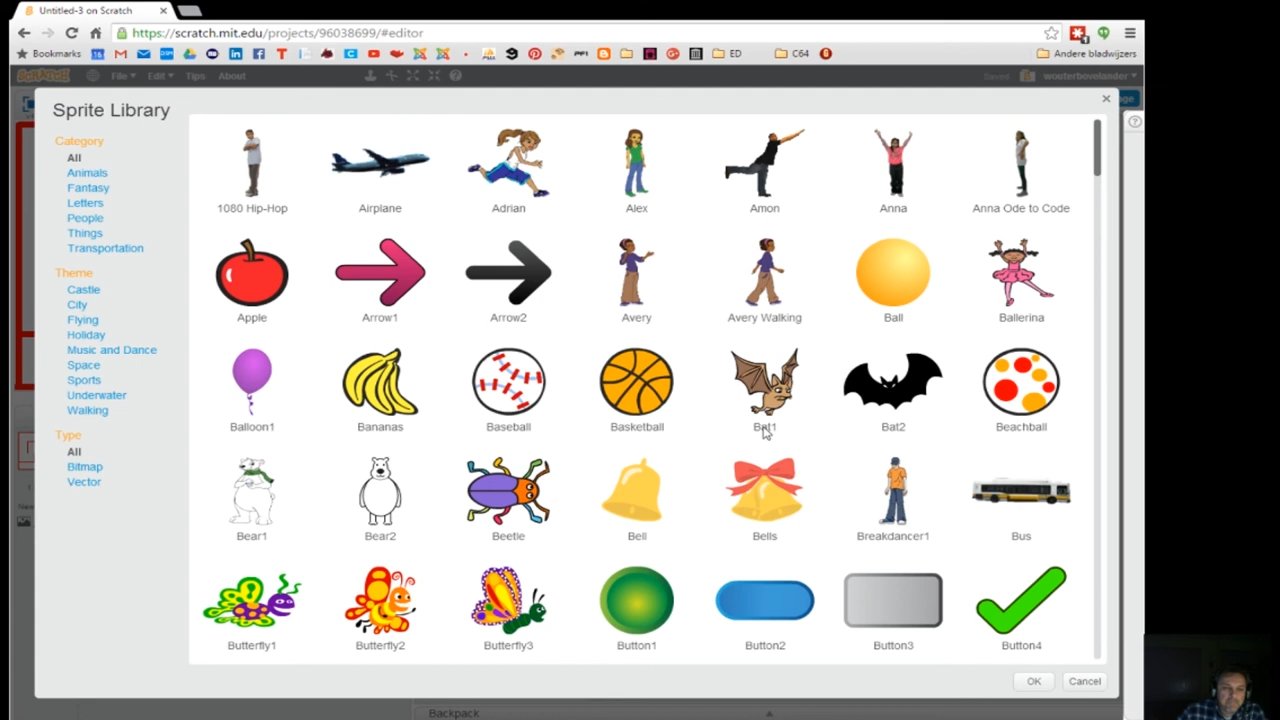 Untitled-3 on Scratch
https://scratch.mit.edu/projects/96038699/#editor
Bookmarks
ED
C64
Andere bladwijzers
SCRATCH File Edit Tips About
Saved
wouterbovelander
Sprite Library
Category
All
Animals
Fantasy
Letters
People
Things
Transportation
Theme
Castle
City
Flying
Holiday
Music and Dance
Space
Sports
Underwater
Walking
Type
All
Bitmap
Vector
1080 Hip-Hop Airplane Adrian Alex Amon Anna Anna Ode to Code
Apple Arrow1 Arrow2 Avery Avery Walking Ball Ballerina
Balloon1 Bananas Baseball Basketball Bat1 Bat2 Beachball
Bear1 Bear2 Beetle Bell Bells Breakdancer1 Bus
Butterfly1 Butterfly2 Butterfly3 Button1 Button2 Button3 Button4
OK Cancel
Backpack